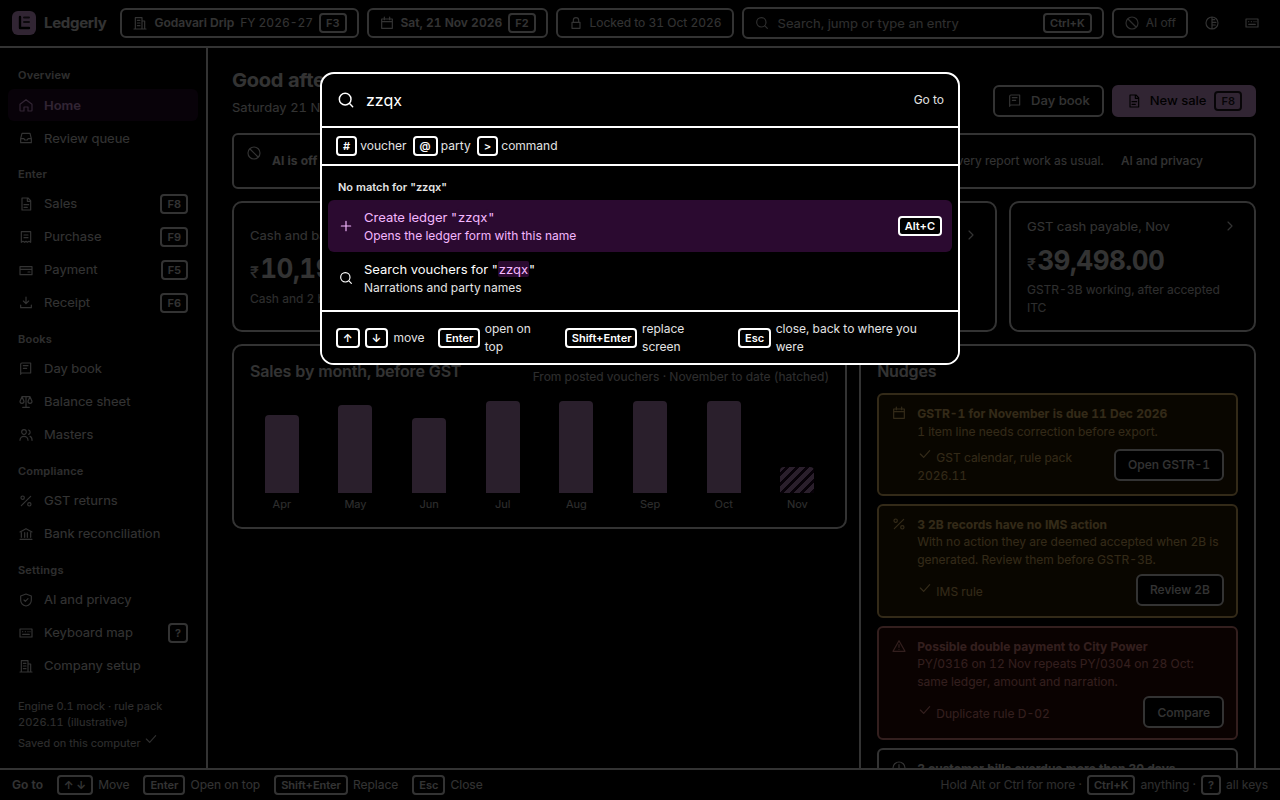 Ledgerly
Godavari Drip FY 2026-27 F3
Sat, 21 Nov 2026 F2
Locked to 31 Oct 2026
Search, jump or type an entry Ctrl+K
AI off
Overview
Home
Review queue
Enter
Sales F8
Purchase F9
Payment F5
Receipt F6
Books
Day book
Balance sheet
Masters
Compliance
GST returns
Bank reconciliation
Settings
AI and privacy
Keyboard map ?
Company setup
Engine 0.1 mock · rule pack
2026.11 (illustrative)
Saved on this computer
Good afte
Saturday 21 N
Day book
New sale F8
AI is off
very report work as usual. AI and privacy
zzqx
Go to
# voucher @ party > command
No match for "zzqx"
Create ledger "zzqx"
Opens the ledger form with this name
Alt+C
Search vouchers for "zzqx"
Narrations and party names
↑ ↓ move
Enter open on
top
Shift+Enter replace
screen
Esc close, back to where you
were
Cash and b
₹10,19
Cash and 2
GST cash payable, Nov
₹39,498.00
GSTR-3B working, after accepted
ITC
Sales by month, before GST
From posted vouchers · November to date (hatched)
Apr May Jun Jul Aug Sep Oct Nov
Nudges
GSTR-1 for November is due 11 Dec 2026
1 item line needs correction before export.
GST calendar, rule pack
2026.11
Open GSTR-1
3 2B records have no IMS action
With no action they are deemed accepted when 2B is
generated. Review them before GSTR-3B.
IMS rule
Review 2B
Possible double payment to City Power
PY/0316 on 12 Nov repeats PY/0304 on 28 Oct:
same ledger, amount and narration.
Duplicate rule D-02
Compare
2 customer bills overdue more than 30 days
Go to ↑↓ Move Enter Open on top Shift+Enter Replace Esc Close
Hold Alt or Ctrl for more · Ctrl+K anything · ? all keys